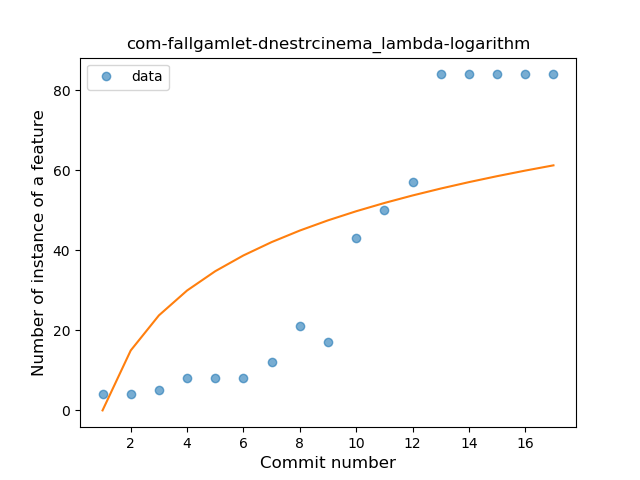 com-fallgamlet-dnestrcinema_lambda-logarithm
data
Number of instance of a feature
80
60
40
20
0
2 4 6 8 10 12 14 16
Commit number